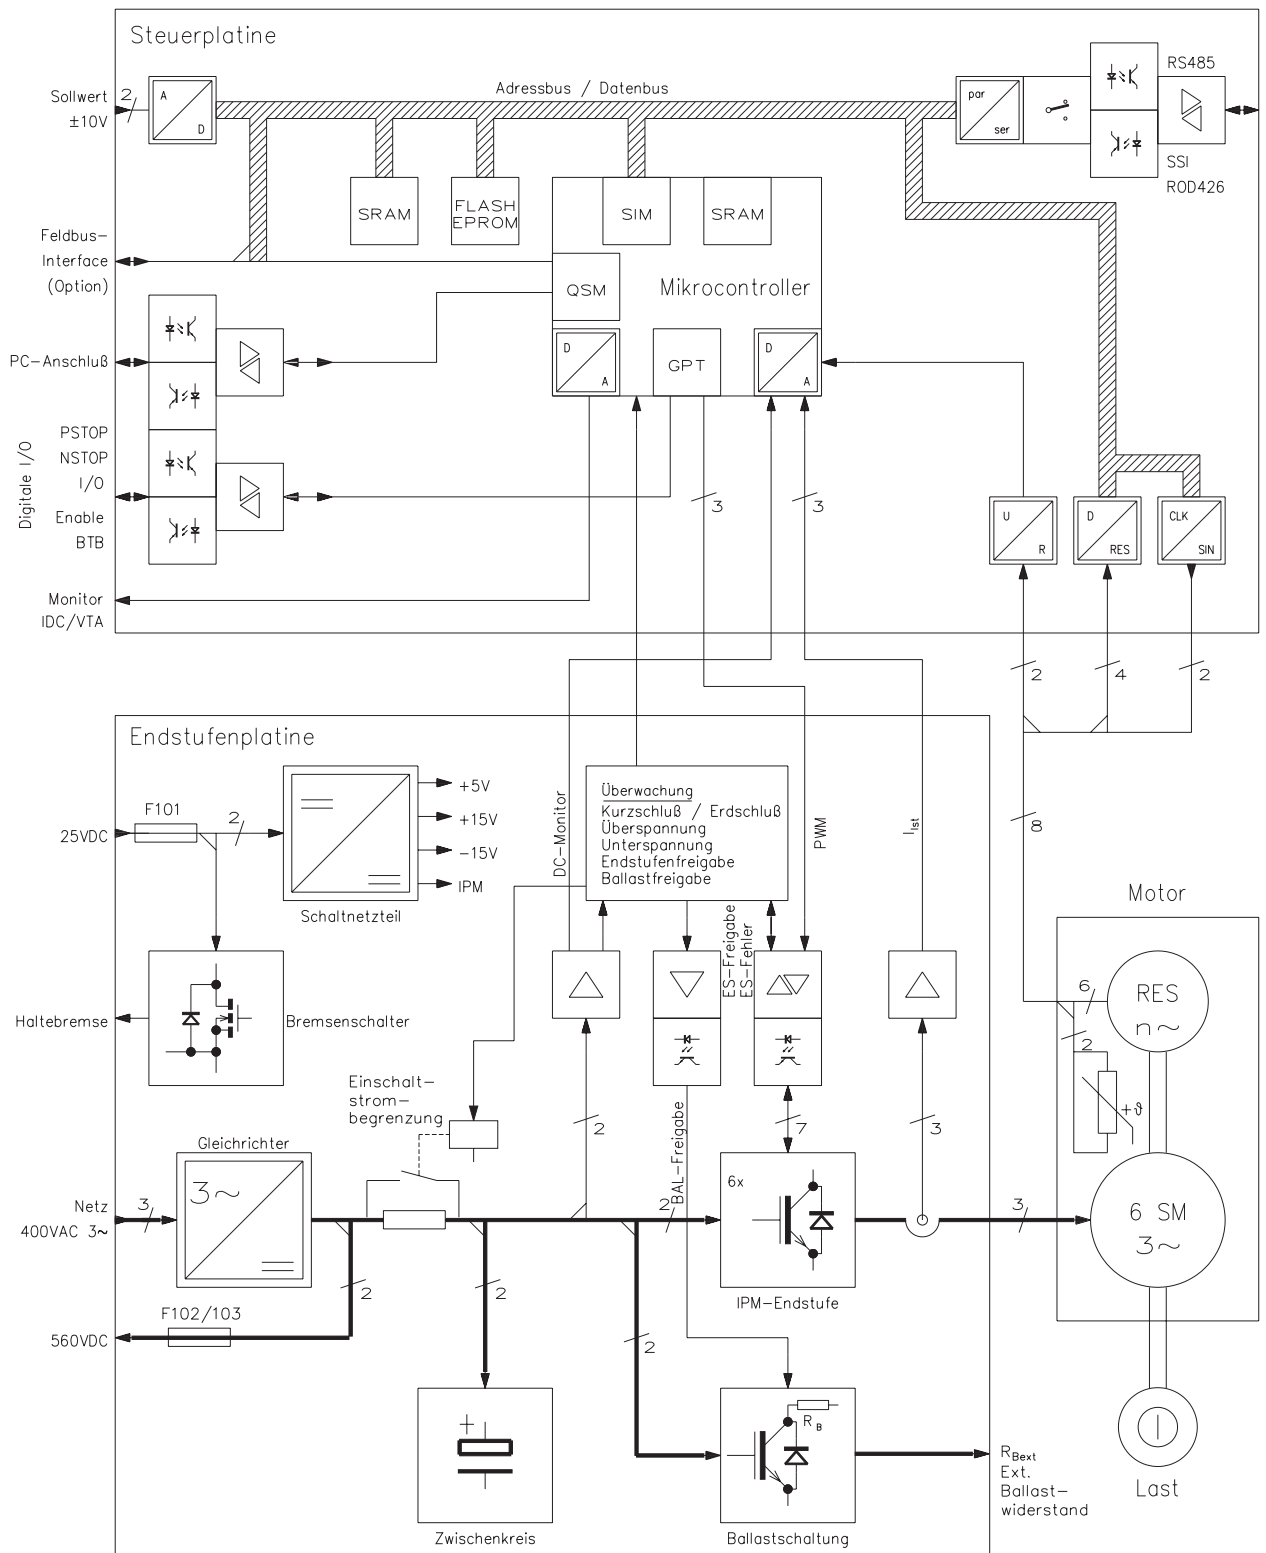 Steuerplatine
Sollwert
±10V
2
A
D
Adressbus / Datenbus
par
ser
RS485
SSI
ROD426
SRAM
FLASH
EPROM
SIM
SRAM
Feldbus-
Interface
(Option)
QSM
Mikrocontroller
D
A
GPT
D
A
PC-Anschluß
Digitale I/O
PSTOP
NSTOP
I/O
Enable
BTB
3
3
U
R
D
RES
CLK
SIN
Monitor
IDC/VTA
2
4
2
Endstufenplatine
F101
25VDC
2
+5V
+15V
-15V
IPM
Schaltnetzteil
DC-Monitor
Überwachung
Kurzschluß / Erdschluß
Überspannung
Unterspannung
Endstufenfreigabe
Ballastfreigabe
PWM
IIst
8
Motor
ES-Freigabe
ES-Fehler
Haltebremse
Bremsenschalter
6
RES
n~
2
+ϑ
Einschalt-
strom-
begrenzung
BAL-Freigabe
2
7
3
Gleichrichter
Netz
400VAC 3~
3
3~
2
6x
3
6 SM
3~
2
2
IPM-Endstufe
F102/103
560VDC
2
+
RB
RBext
Ext.
Ballast-
widerstand
Last
Zwischenkreis
Ballastschaltung